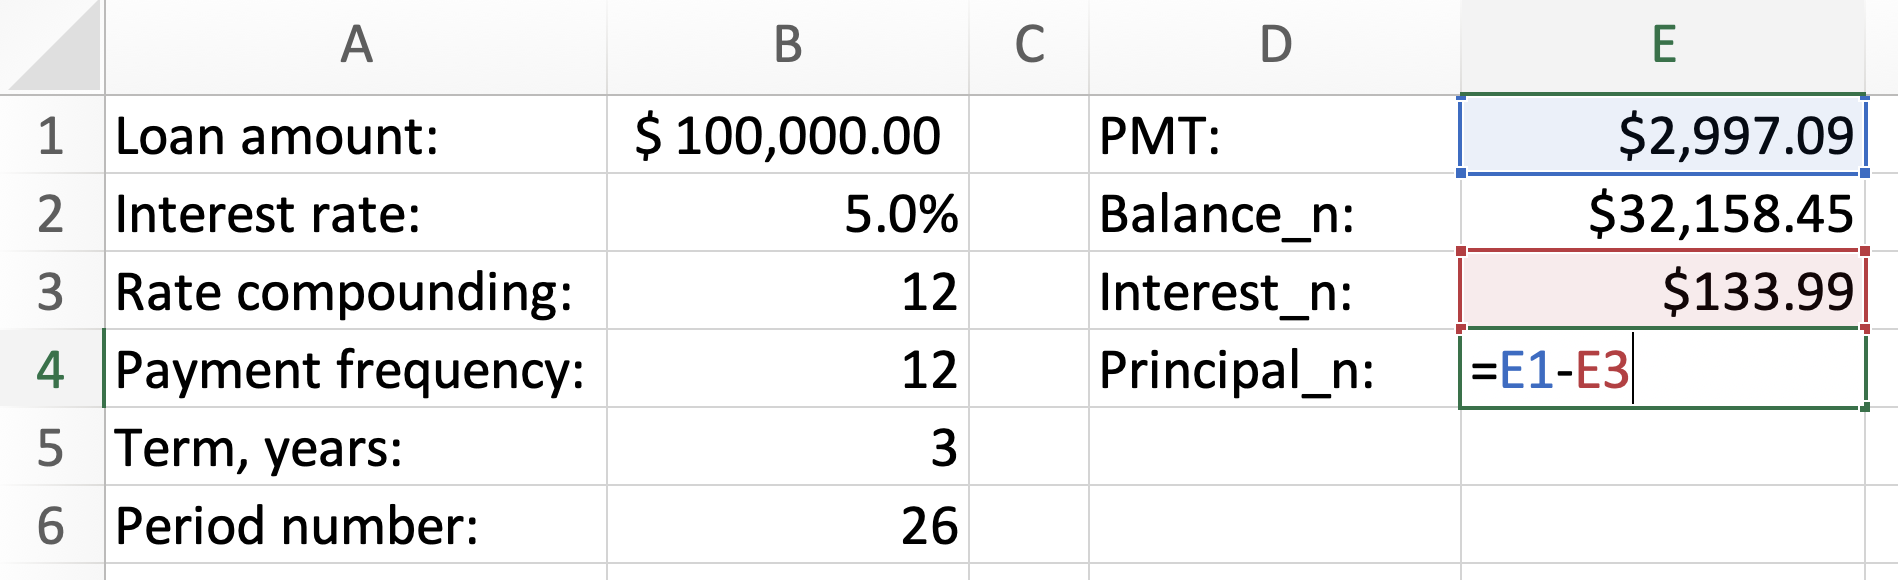 A B C D E
1 Loan amount: $ 100,000.00 PMT: $2,997.09
2 Interest rate: 5.0% Balance_n: $32,158.45
3 Rate compounding: 12 Interest_n: $133.99
4 Payment frequency: 12 Principal_n: =E1-E3
5 Term, years: 3
6 Period number: 26